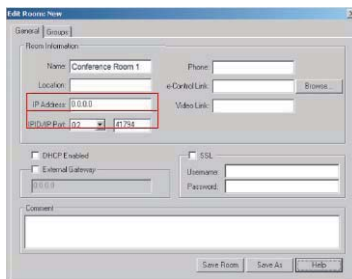 Edit Room: New
General Groups
Room Information
Name: Conference Room 1
Phone:
Location:
e-Control Link: Browse...
IP Address: 0.0.0.0
Video Link:
IPID/IP Port: 02 41794
DHCP Enabled
SSL
External Gateway
Username:
0.0.0.0
Password:
Comment
Save Room Save As Help